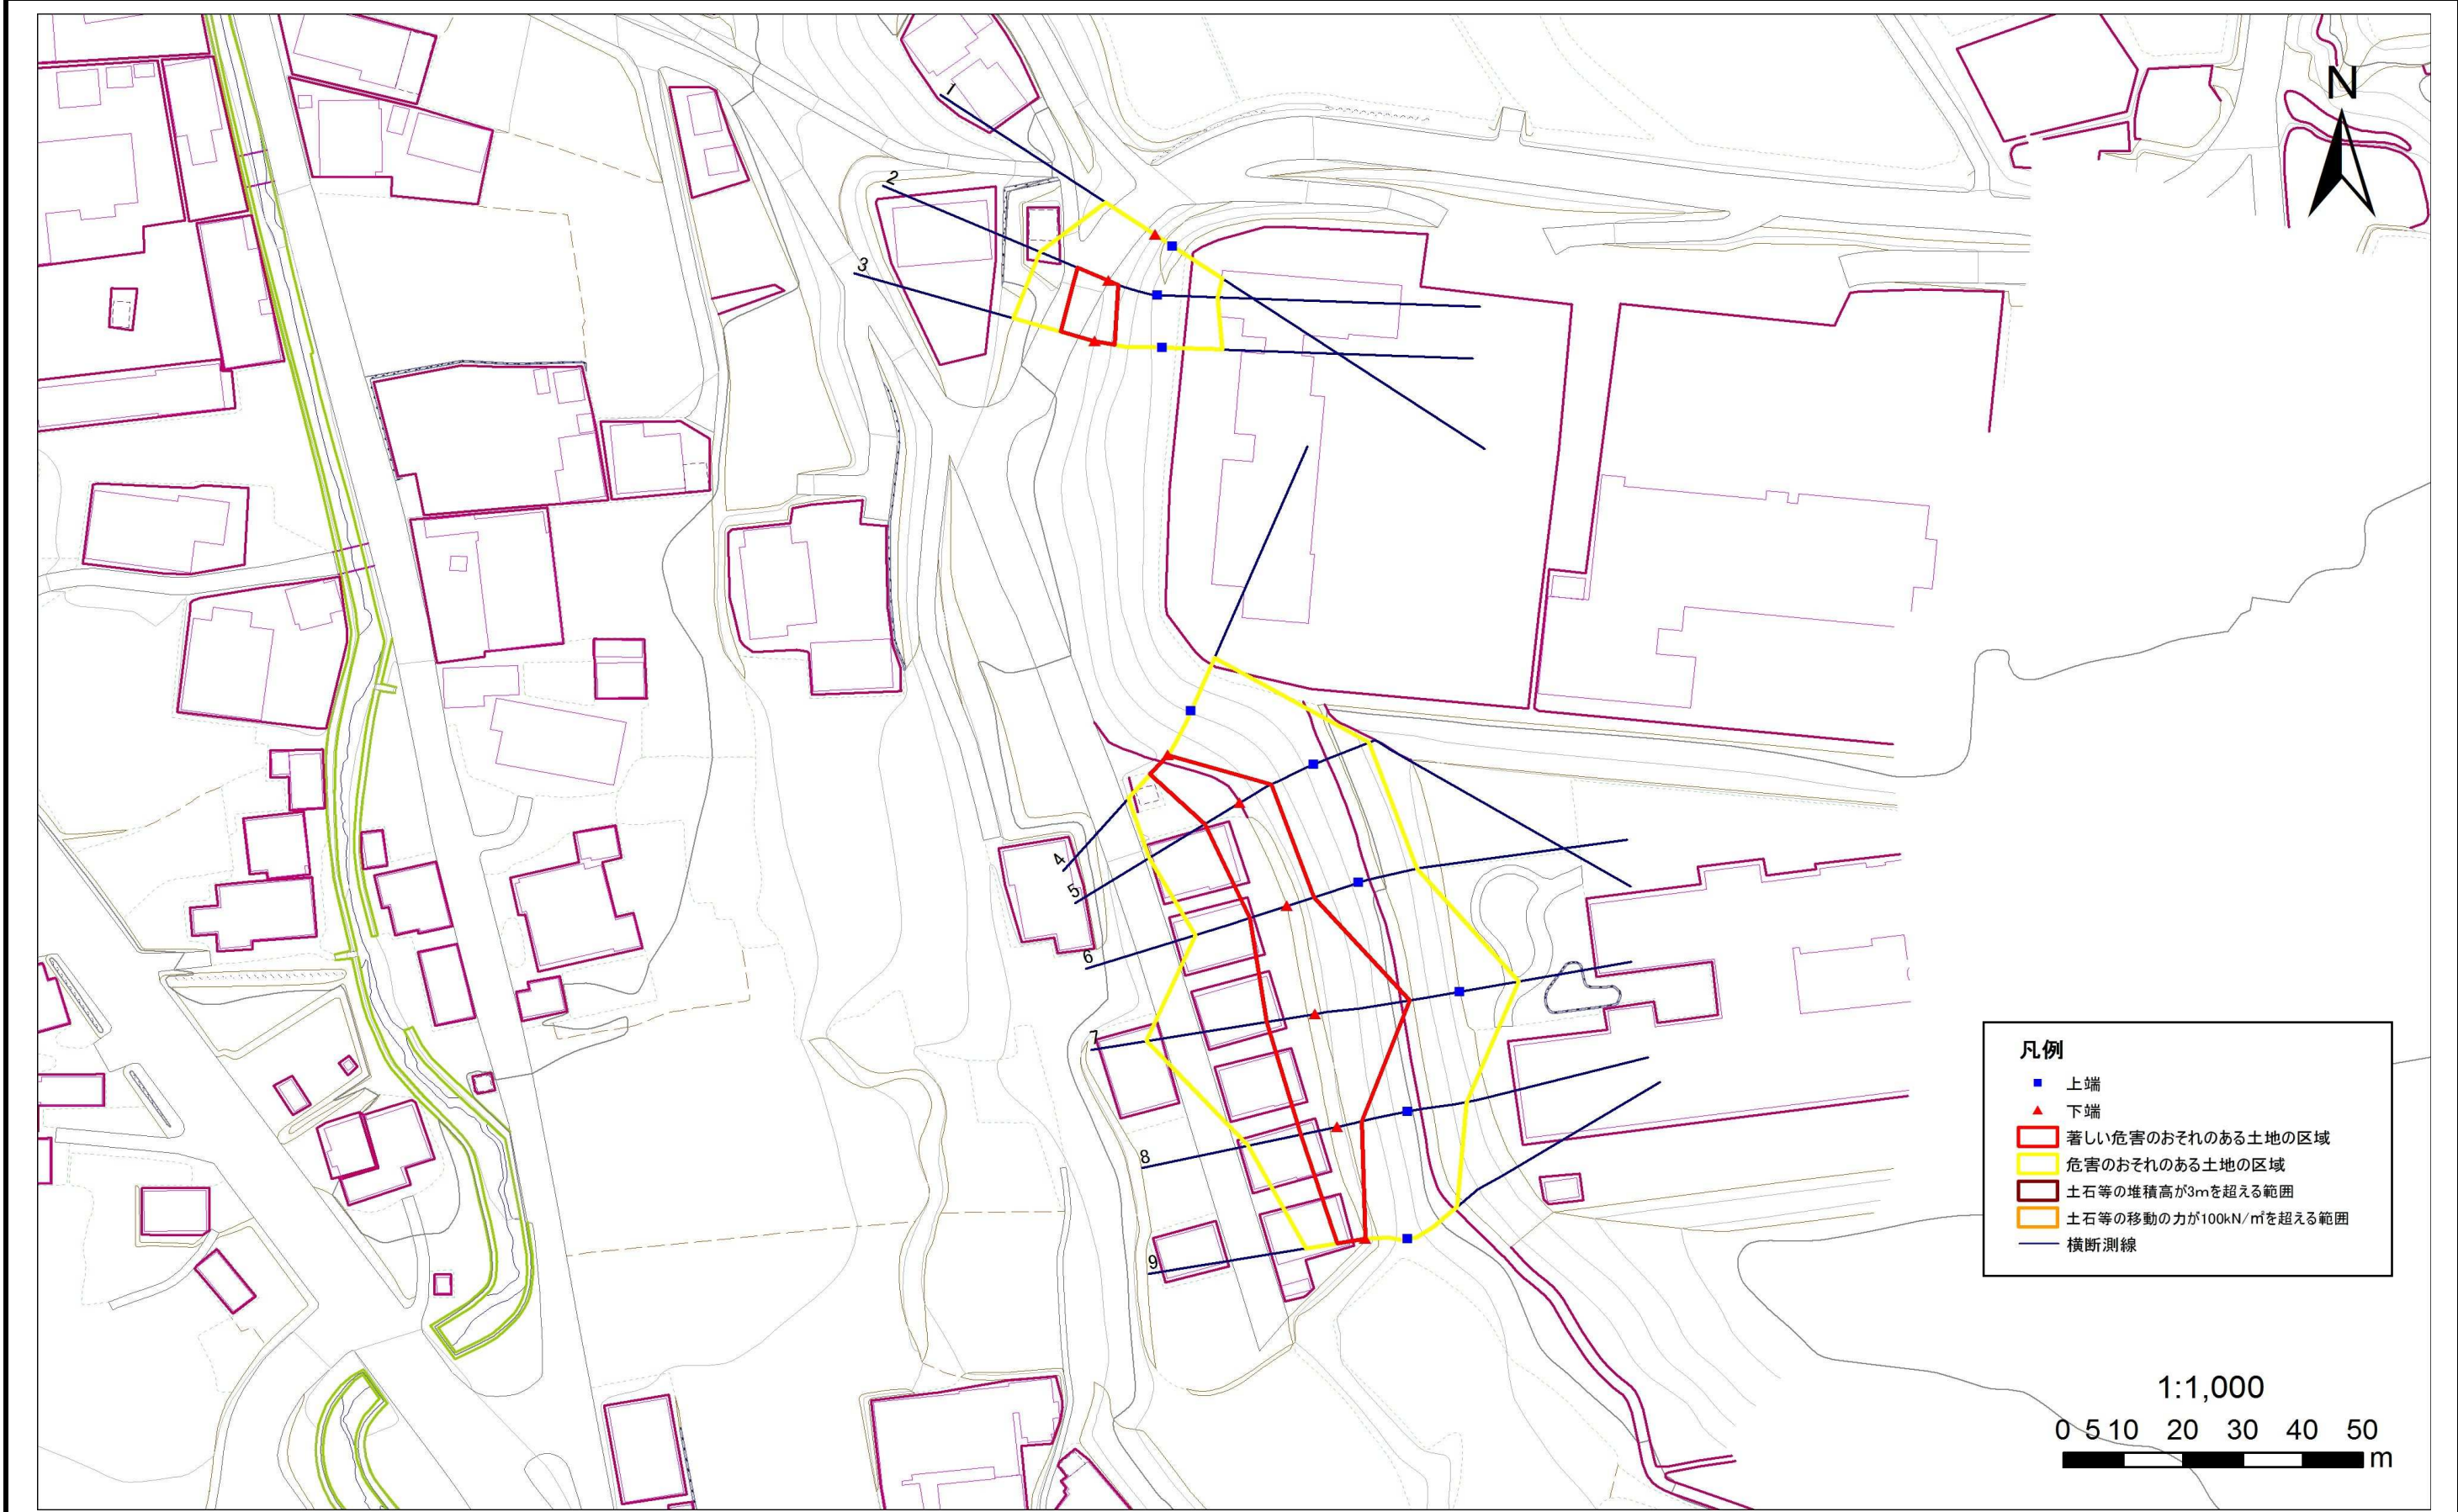 N
1
2
3
4
5
6
7
8
9
凡例
上端
下端
著しい危害のおそれのある土地の区域
危害のおそれのある土地の区域
土石等の堆積高が3mを超える範囲
土石等の移動の力が100kN/㎡を超える範囲
横断測線
1:1,000
0 5 10 20 30 40 50
m